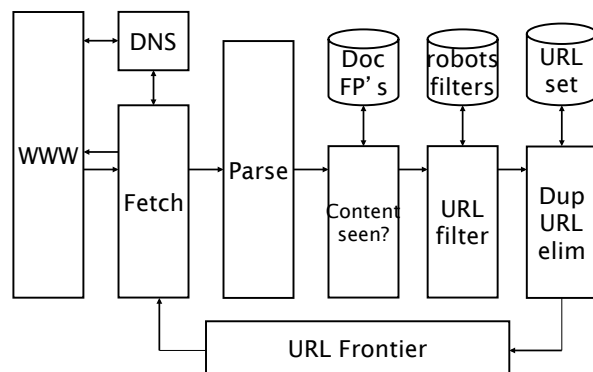 DNS
Doc
FP’s
robots
filters
URL
set
WWW
Parse
Fetch
Content
seen?
URL
filter
Dup
URL
elim
URL Frontier